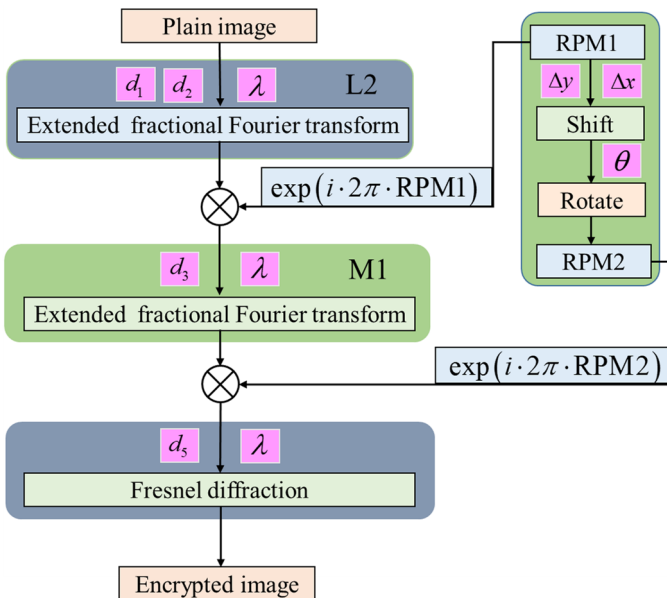 Plain image
d₁ d₂ λ L2
Extended fractional Fourier transform
exp(i·2π·RPM1)
d₃ λ M1
Extended fractional Fourier transform
exp(i·2π·RPM2)
d₅ λ
Fresnel diffraction
Encrypted image
RPM1
Δy Δx
Shift
θ
Rotate
RPM2